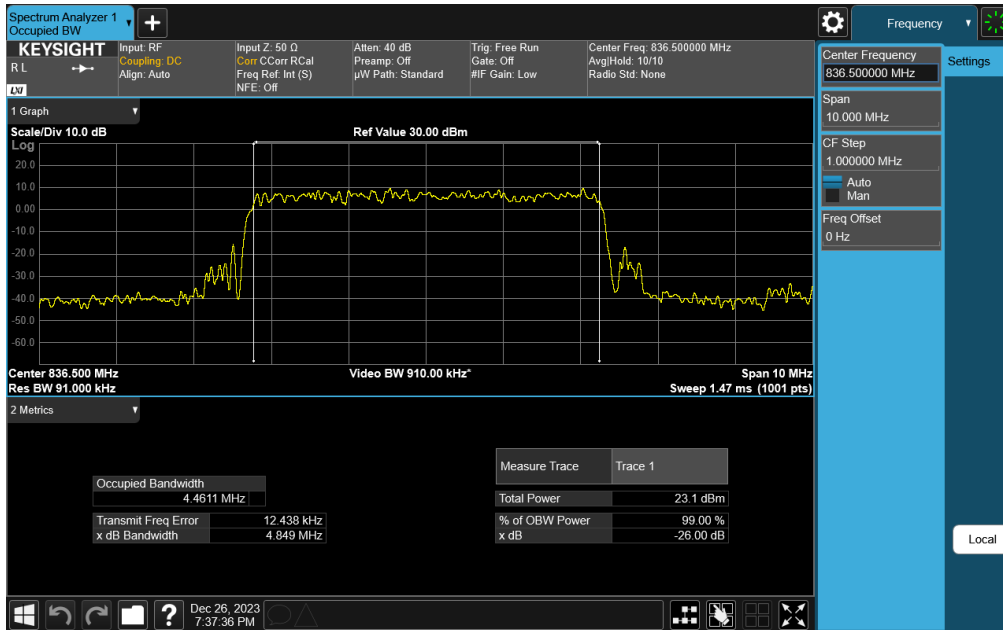 Spectrum Analyzer 1
Occupied BW
Frequency
KEYSIGHT
R L
LXI
Input: RF
Coupling: DC
Align: Auto
Input Z: 50 Ω
Corr CCorr RCal
Freq Ref: Int (S)
NFE: Off
Atten: 40 dB
Preamp: Off
µW Path: Standard
Trig: Free Run
Gate: Off
#IF Gain: Low
Center Freq: 836.500000 MHz
Avg|Hold: 10/10
Radio Std: None
Center Frequency
836.500000 MHz
Settings
Span
10.000 MHz
CF Step
1.000000 MHz
Auto
Man
Freq Offset
0 Hz
Local
1 Graph
Scale/Div 10.0 dB
Ref Value 30.00 dBm
Log
20.0
10.0
0.00
-10.0
-20.0
-30.0
-40.0
-50.0
-60.0
Center 836.500 MHz
Video BW 910.00 kHz*
Span 10 MHz
Res BW 91.000 kHz
Sweep 1.47 ms (1001 pts)
2 Metrics
Measure Trace
Trace 1
Occupied Bandwidth
4.4611 MHz
Total Power
23.1 dBm
Transmit Freq Error
12.438 kHz
% of OBW Power
99.00 %
x dB Bandwidth
4.849 MHz
x dB
-26.00 dB
?
Dec 26, 2023
7:37:36 PM